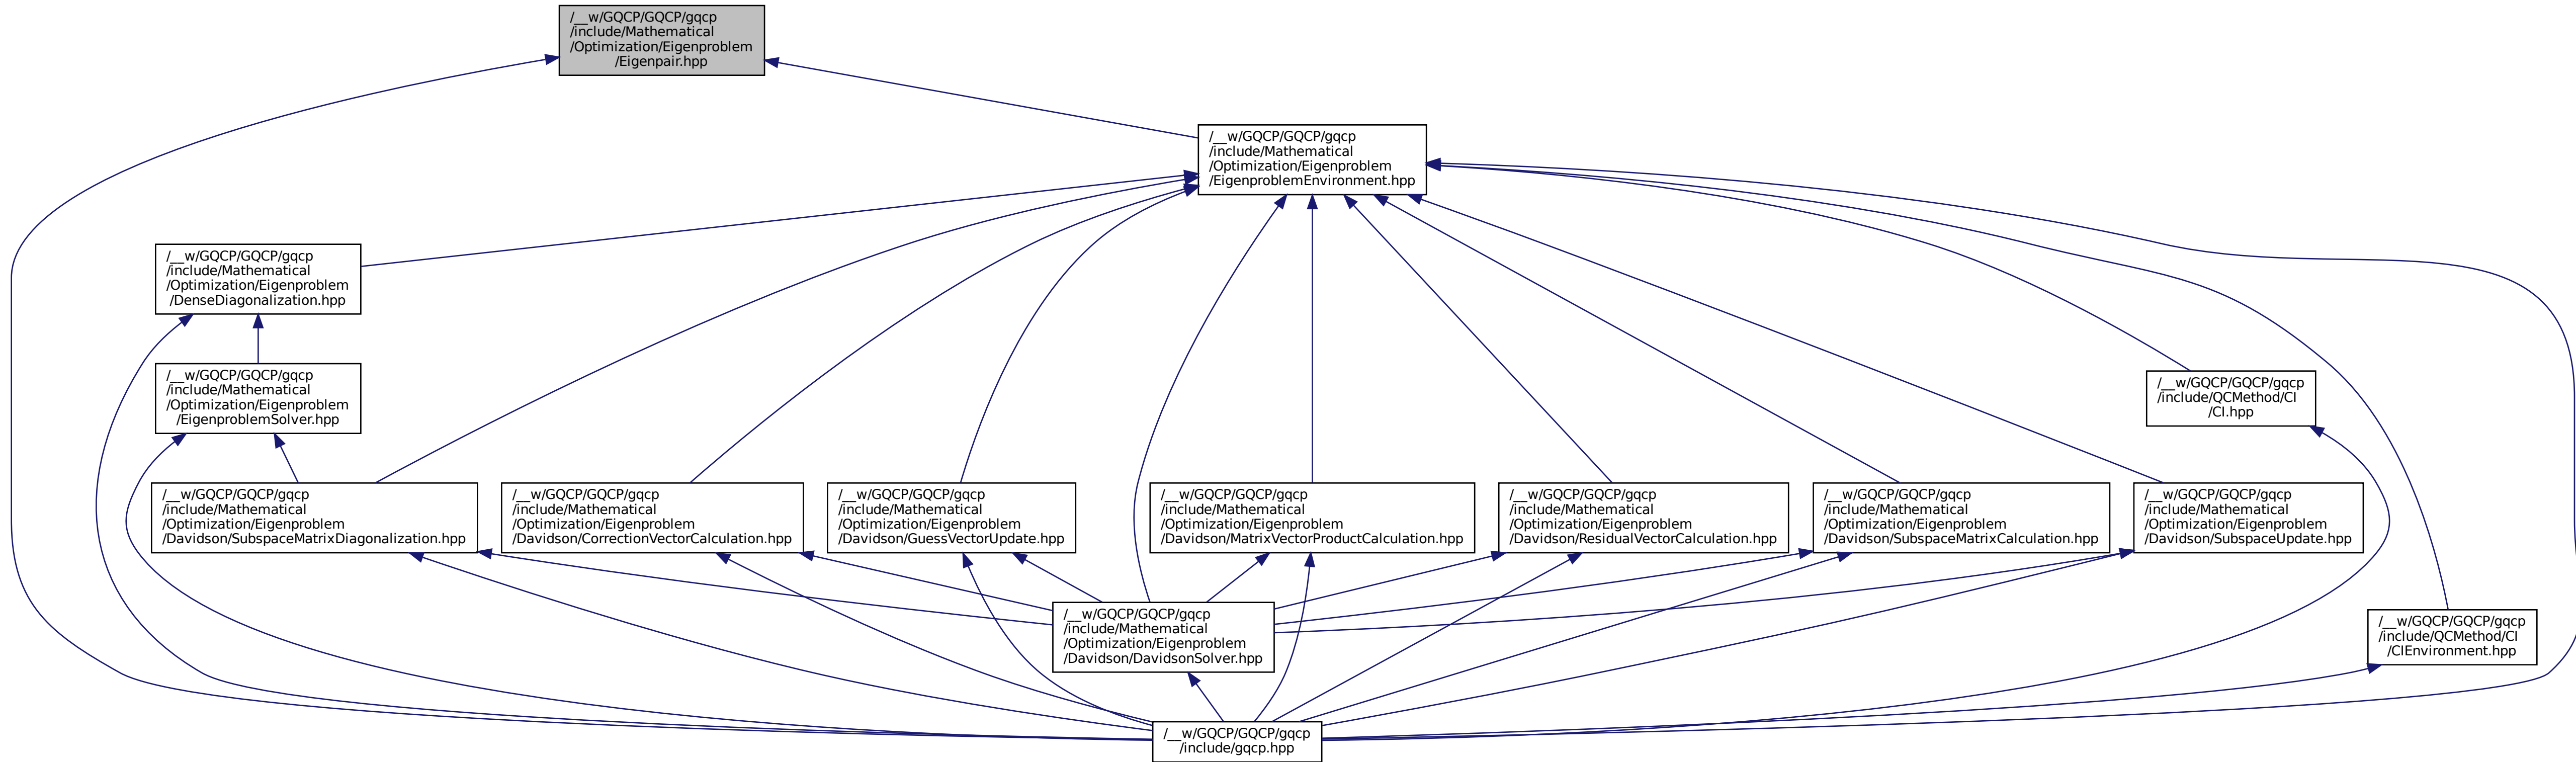 /__w/GQCP/GQCP/gqcp
/include/Mathematical
/Optimization/Eigenproblem
/Eigenpair.hpp
/__w/GQCP/GQCP/gqcp
/include/Mathematical
/Optimization/Eigenproblem
/EigenproblemEnvironment.hpp
/__w/GQCP/GQCP/gqcp
/include/Mathematical
/Optimization/Eigenproblem
/DenseDiagonalization.hpp
/__w/GQCP/GQCP/gqcp
/include/Mathematical
/Optimization/Eigenproblem
/EigenproblemSolver.hpp
/__w/GQCP/GQCP/gqcp
/include/QCMethod/CI
/CI.hpp
/__w/GQCP/GQCP/gqcp
/include/Mathematical
/Optimization/Eigenproblem
/Davidson/SubspaceMatrixDiagonalization.hpp
/__w/GQCP/GQCP/gqcp
/include/Mathematical
/Optimization/Eigenproblem
/Davidson/CorrectionVectorCalculation.hpp
/__w/GQCP/GQCP/gqcp
/include/Mathematical
/Optimization/Eigenproblem
/Davidson/GuessVectorUpdate.hpp
/__w/GQCP/GQCP/gqcp
/include/Mathematical
/Optimization/Eigenproblem
/Davidson/MatrixVectorProductCalculation.hpp
/__w/GQCP/GQCP/gqcp
/include/Mathematical
/Optimization/Eigenproblem
/Davidson/ResidualVectorCalculation.hpp
/__w/GQCP/GQCP/gqcp
/include/Mathematical
/Optimization/Eigenproblem
/Davidson/SubspaceMatrixCalculation.hpp
/__w/GQCP/GQCP/gqcp
/include/Mathematical
/Optimization/Eigenproblem
/Davidson/SubspaceUpdate.hpp
/__w/GQCP/GQCP/gqcp
/include/Mathematical
/Optimization/Eigenproblem
/Davidson/DavidsonSolver.hpp
/__w/GQCP/GQCP/gqcp
/include/QCMethod/CI
/CIEnvironment.hpp
/__w/GQCP/GQCP/gqcp
/include/gqcp.hpp